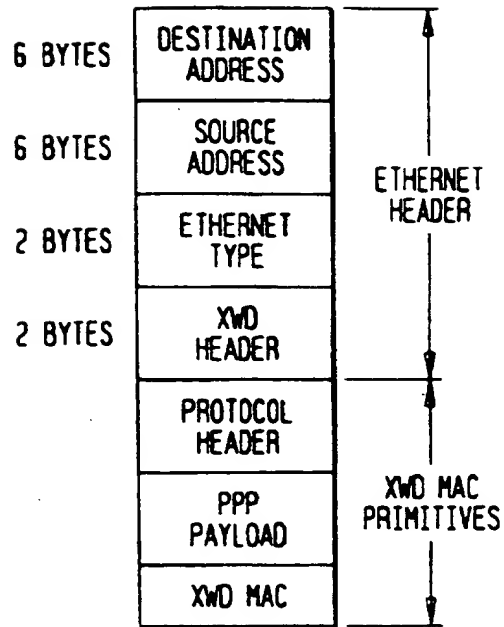 6 BYTES
DESTINATION
ADDRESS
6 BYTES
SOURCE
ADDRESS
2 BYTES
ETHERNET
TYPE
2 BYTES
XWD
HEADER
ETHERNET
HEADER
PROTOCOL
HEADER
PPP
PAYLOAD
XWD MAC
XWD MAC
PRIMITIVES